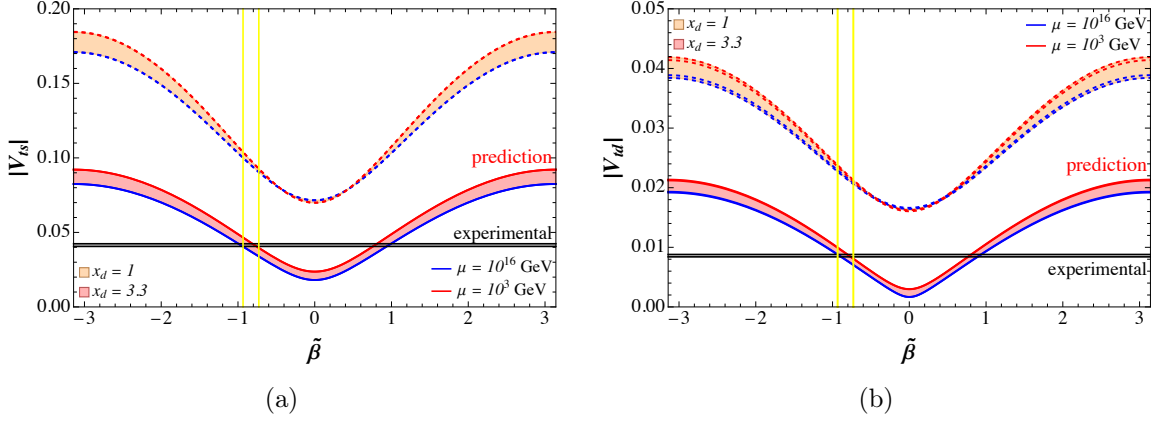 0.20
0.15
0.10
0.05
0.00
|V_ts|
prediction
experimental
x_d = 1
x_d = 3.3
μ = 10^16 GeV
μ = 10^3 GeV
-3 -2 -1 0 1 2 3
β̃
(a)
0.05
0.04
0.03
0.02
0.01
0.00
|V_td|
x_d = 1
x_d = 3.3
μ = 10^16 GeV
μ = 10^3 GeV
prediction
experimental
-3 -2 -1 0 1 2 3
β̃
(b)